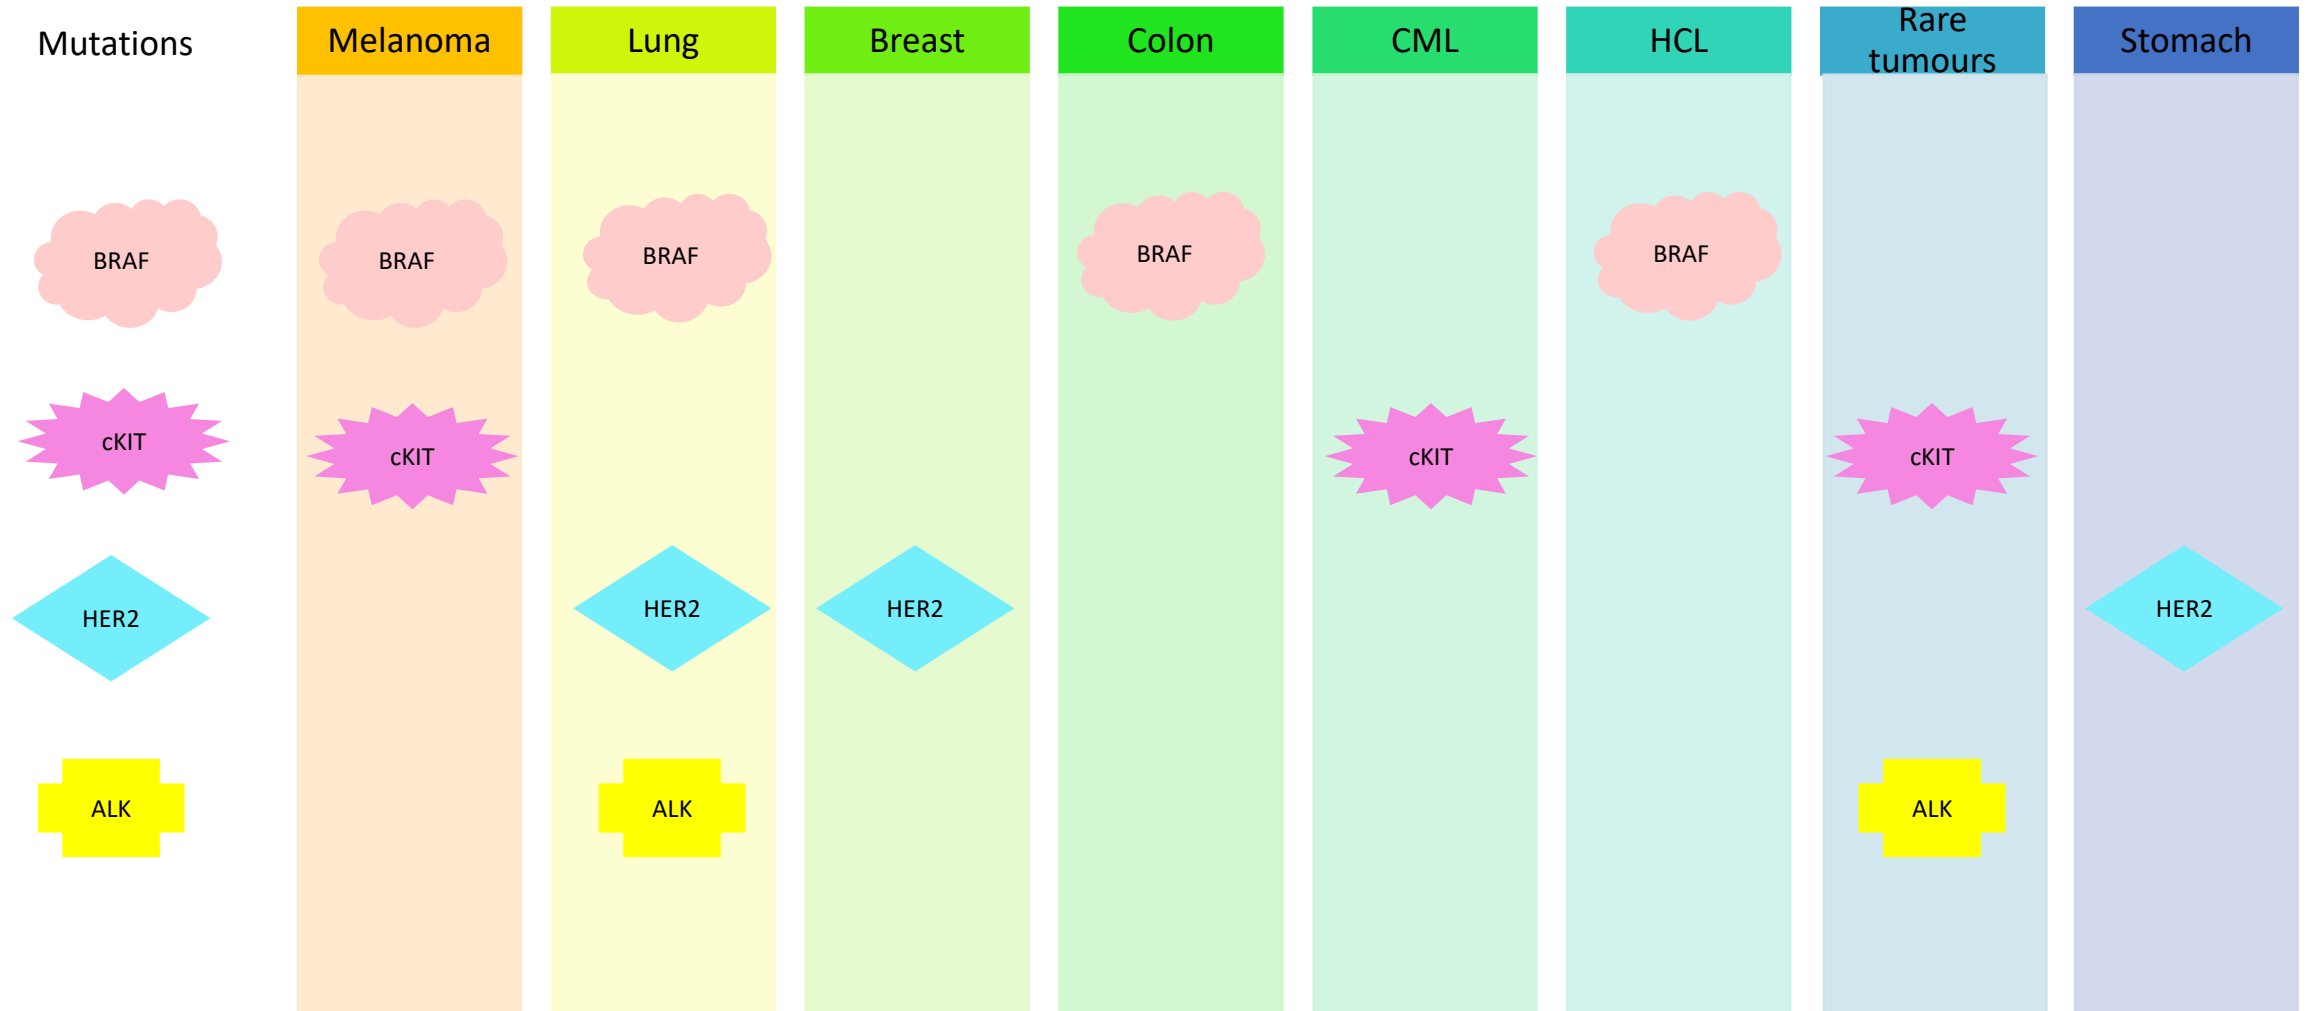 Mutations
Melanoma
Lung
Breast
Colon
CML
HCL
Rare
tumours
Stomach
BRAF
BRAF
BRAF
BRAF
BRAF
cKIT
cKIT
cKIT
cKIT
HER2
HER2
HER2
HER2
ALK
ALK
ALK